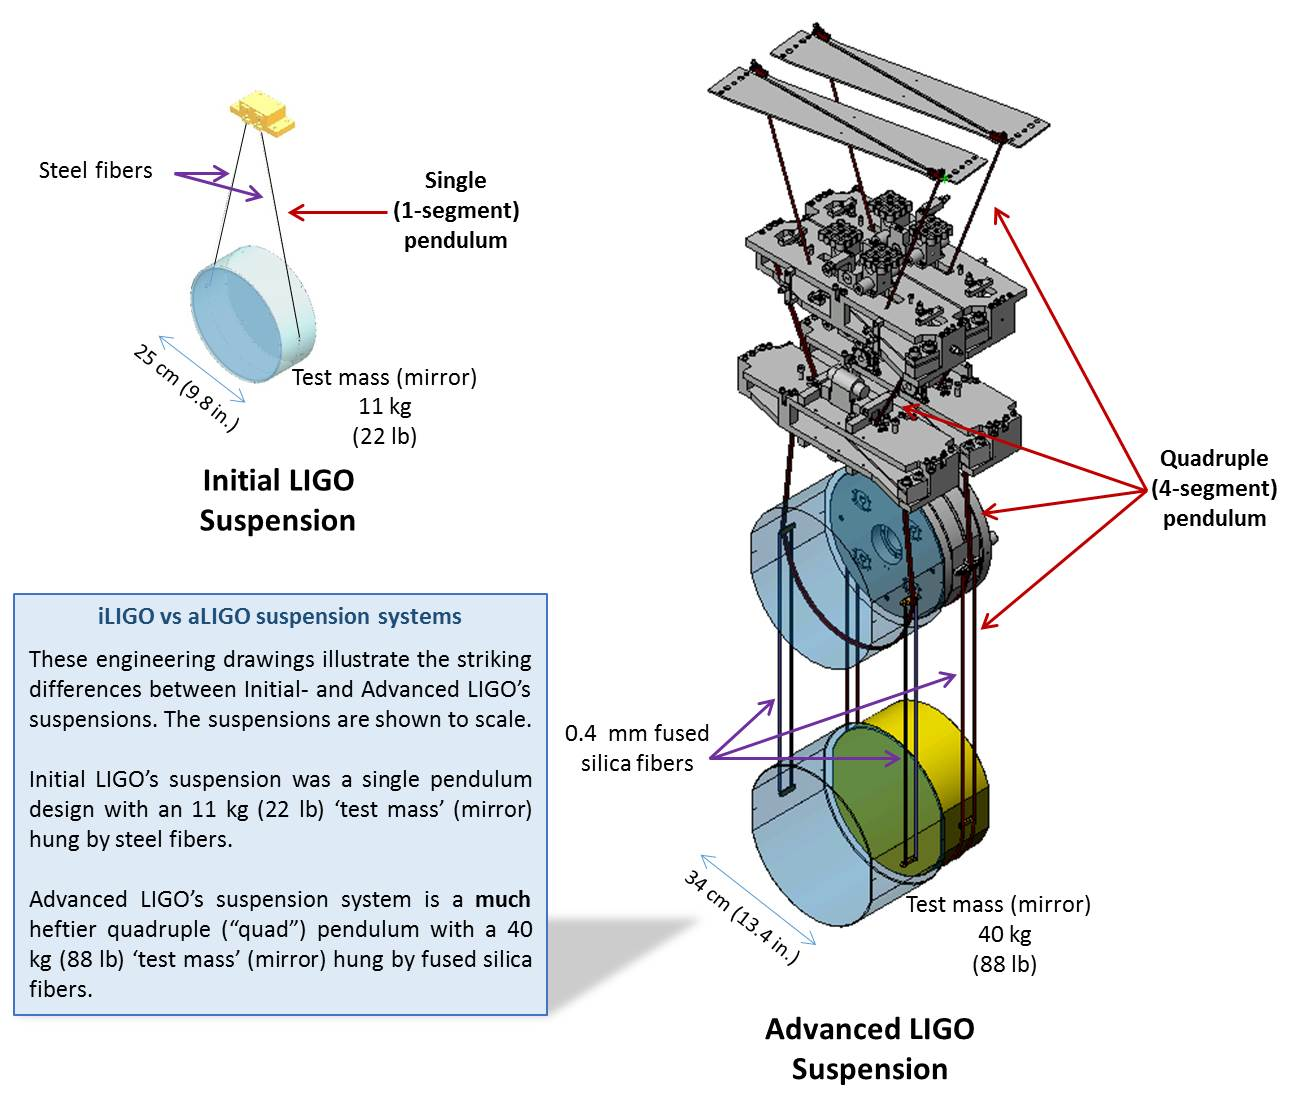 Steel fibers
Single
(1-segment)
pendulum
25 cm (9.8 in.)
Test mass (mirror)
11 kg
(22 lb)
Initial LIGO
Suspension
Quadruple
(4-segment)
pendulum
0.4 mm fused
silica fibers
34 cm (13.4 in.)
Test mass (mirror)
40 kg
(88 lb)
Advanced LIGO
Suspension
iLIGO vs aLIGO suspension systems
These engineering drawings illustrate the striking
differences between Initial- and Advanced LIGO’s
suspensions. The suspensions are shown to scale.
Initial LIGO’s suspension was a single pendulum
design with an 11 kg (22 lb) ‘test mass’ (mirror)
hung by steel fibers.
Advanced LIGO’s suspension system is a much
heftier quadruple (“quad”) pendulum with a 40
kg (88 lb) ‘test mass’ (mirror) hung by fused silica
fibers.